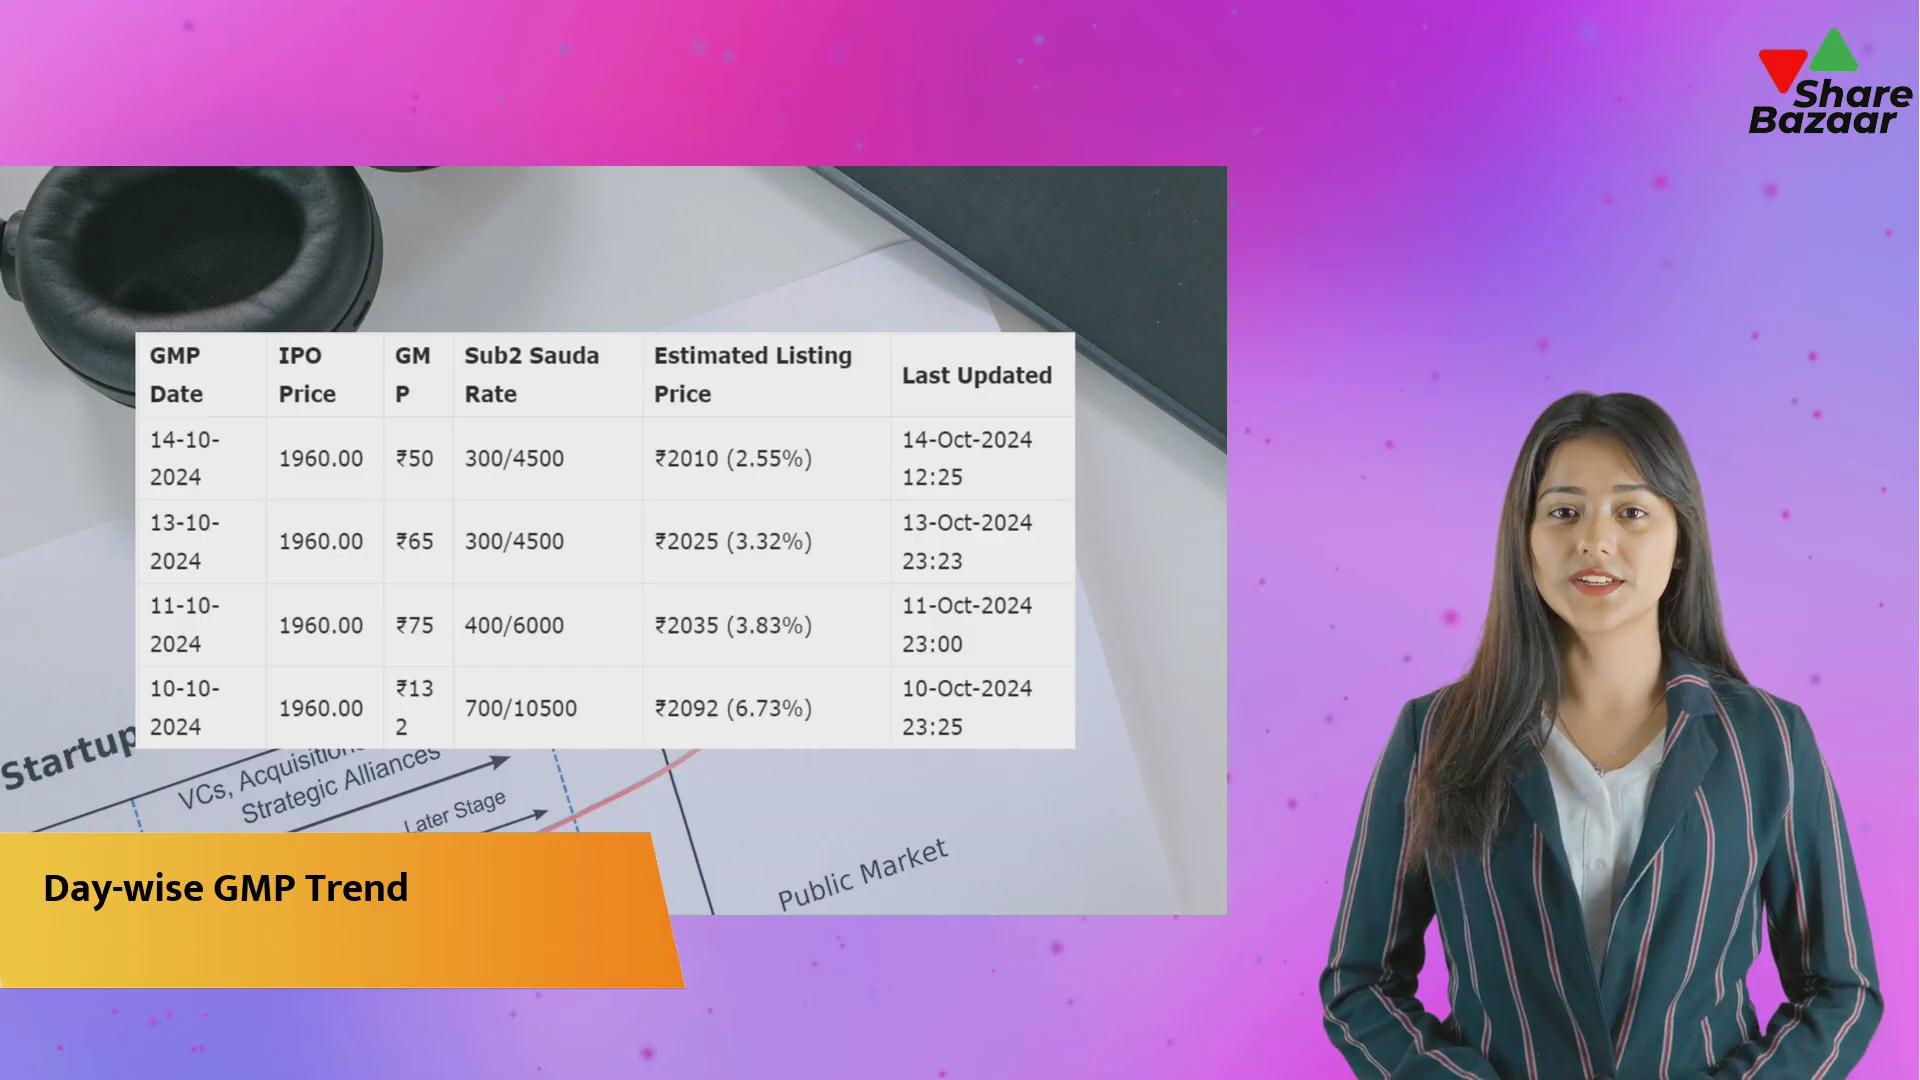 Share
Bazaar
GMP Date | IPO Price | GMP | Sub2 Sauda Rate | Estimated Listing Price | Last Updated
14-10-2024 | 1960.00 | ₹50 | 300/4500 | ₹2010 (2.55%) | 14-Oct-2024 12:25
13-10-2024 | 1960.00 | ₹65 | 300/4500 | ₹2025 (3.32%) | 13-Oct-2024 23:23
11-10-2024 | 1960.00 | ₹75 | 400/6000 | ₹2035 (3.83%) | 11-Oct-2024 23:00
10-10-2024 | 1960.00 | ₹132 | 700/10500 | ₹2092 (6.73%) | 10-Oct-2024 23:25
Startup
VCs, Acquisitions
Strategic Alliances
Later Stage
Public Market
Day-wise GMP Trend